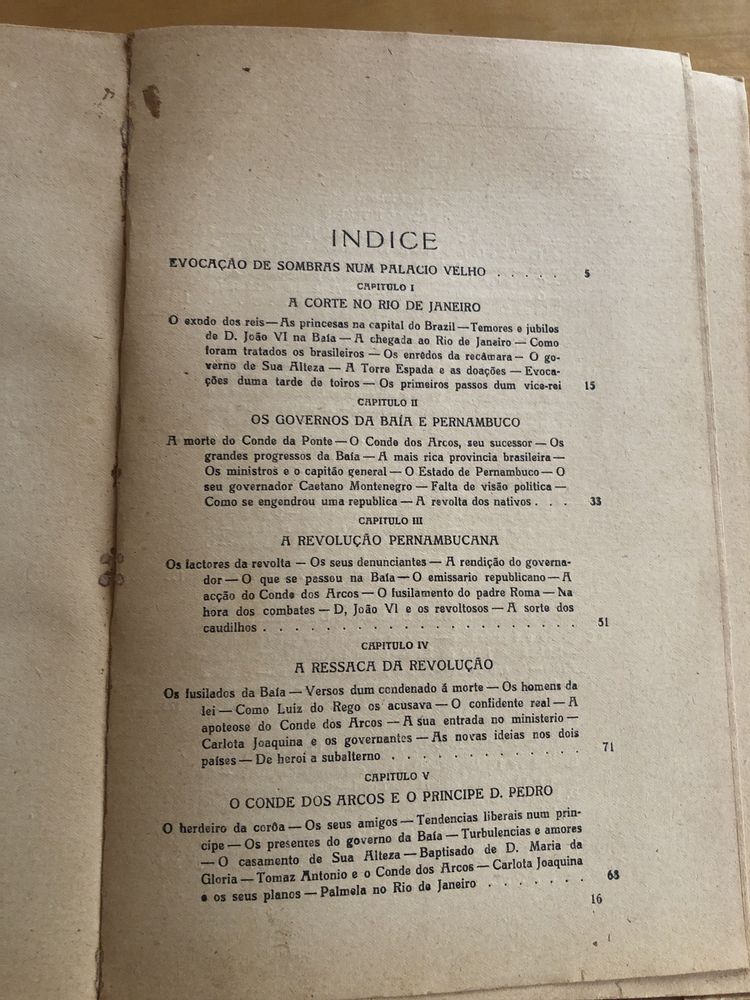 INDICE
EVOCAÇÃO DE SOMBRAS NUM PALACIO VELHO . . . . . 5
CAPITULO I
A CORTE NO RIO DE JANEIRO
O exodo dos reis — As princesas na capital do Brazil — Temores e jubilos
de D. João VI na Baía — A chegada ao Rio de Janeiro — Como
foram tratados os brasileiros — Os enrêdos da recâmara — O go-
verno de Sua Alteza — A Torre Espada e as doações — Evoca-
ções duma tarde de toiros — Os primeiros passos dum vice-rei 15
CAPITULO II
OS GOVERNOS DA BAÍA E PERNAMBUCO
A morte do Conde da Ponte — O Conde dos Arcos, seu sucessor — Os
grandes progressos da Baía — A mais rica provincia brasileira —
Os ministros e o capitão general — O Estado de Pernambuco — O
seu governador Caetano Montenegro — Falta de visão politica —
Como se engendrou uma republica — A revolta dos nativos . . . 33
CAPITULO III
A REVOLUÇÃO PERNAMBUCANA
Os factores da revolta — Os seus denunciantes — A rendição do governa-
dor — O que se passou na Baía — O emissario republicano — A
acção do Conde dos Arcos — O fusilamento do padre Roma — Na
hora dos combates — D, João VI e os revoltosos — A sorte dos
caudilhos . . . . . . . . . . . . . . . . . . . . 51
CAPITULO IV
A RESSACA DA REVOLUÇÃO
Os fusilados da Baía — Versos dum condenado á morte — Os homens da
lei — Como Luiz do Rego os acusava — O confidente real — A
apoteose do Conde dos Arcos — A sua entrada no ministerio —
Carlota Joaquina e os governantes — As novas ideias nos dois
países — De heroi a subalterno . . . . . . . . . . . . 71
CAPITULO V
O CONDE DOS ARCOS E O PRINCIPE D. PEDRO
O herdeiro da corôa — Os seus amigos — Tendencias liberais num prin-
cipe — Os presentes do governo da Baía — Turbulencias e amores
— O casamento de Sua Alteza — Baptisado de D. Maria da
Gloria — Tomaz Antonio e o Conde dos Arcos — Carlota Joaquina
e os seus planos — Palmela no Rio de Janeiro . . . . . . . 63
16